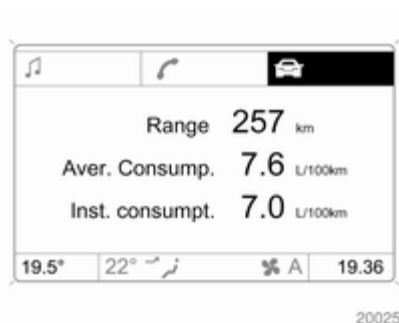 Range 257 km
Aver. Consump. 7.6 L/100km
Inst. consumpt. 7.0 L/100km
19.5° 22° A 19.36
20025